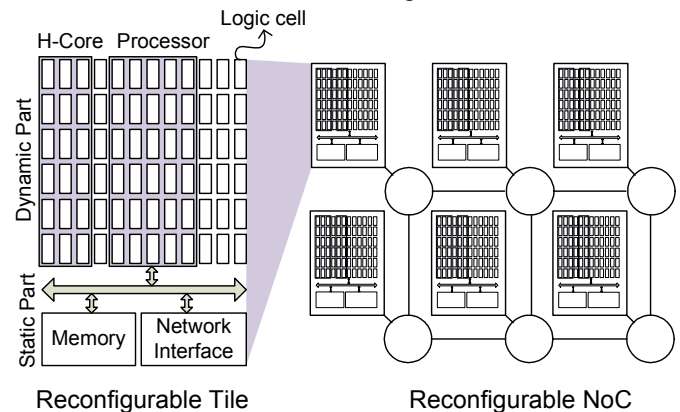 Logic cell
H-Core Processor
Dynamic Part
Static Part
Memory
Network
Interface
Reconfigurable Tile
Reconfigurable NoC